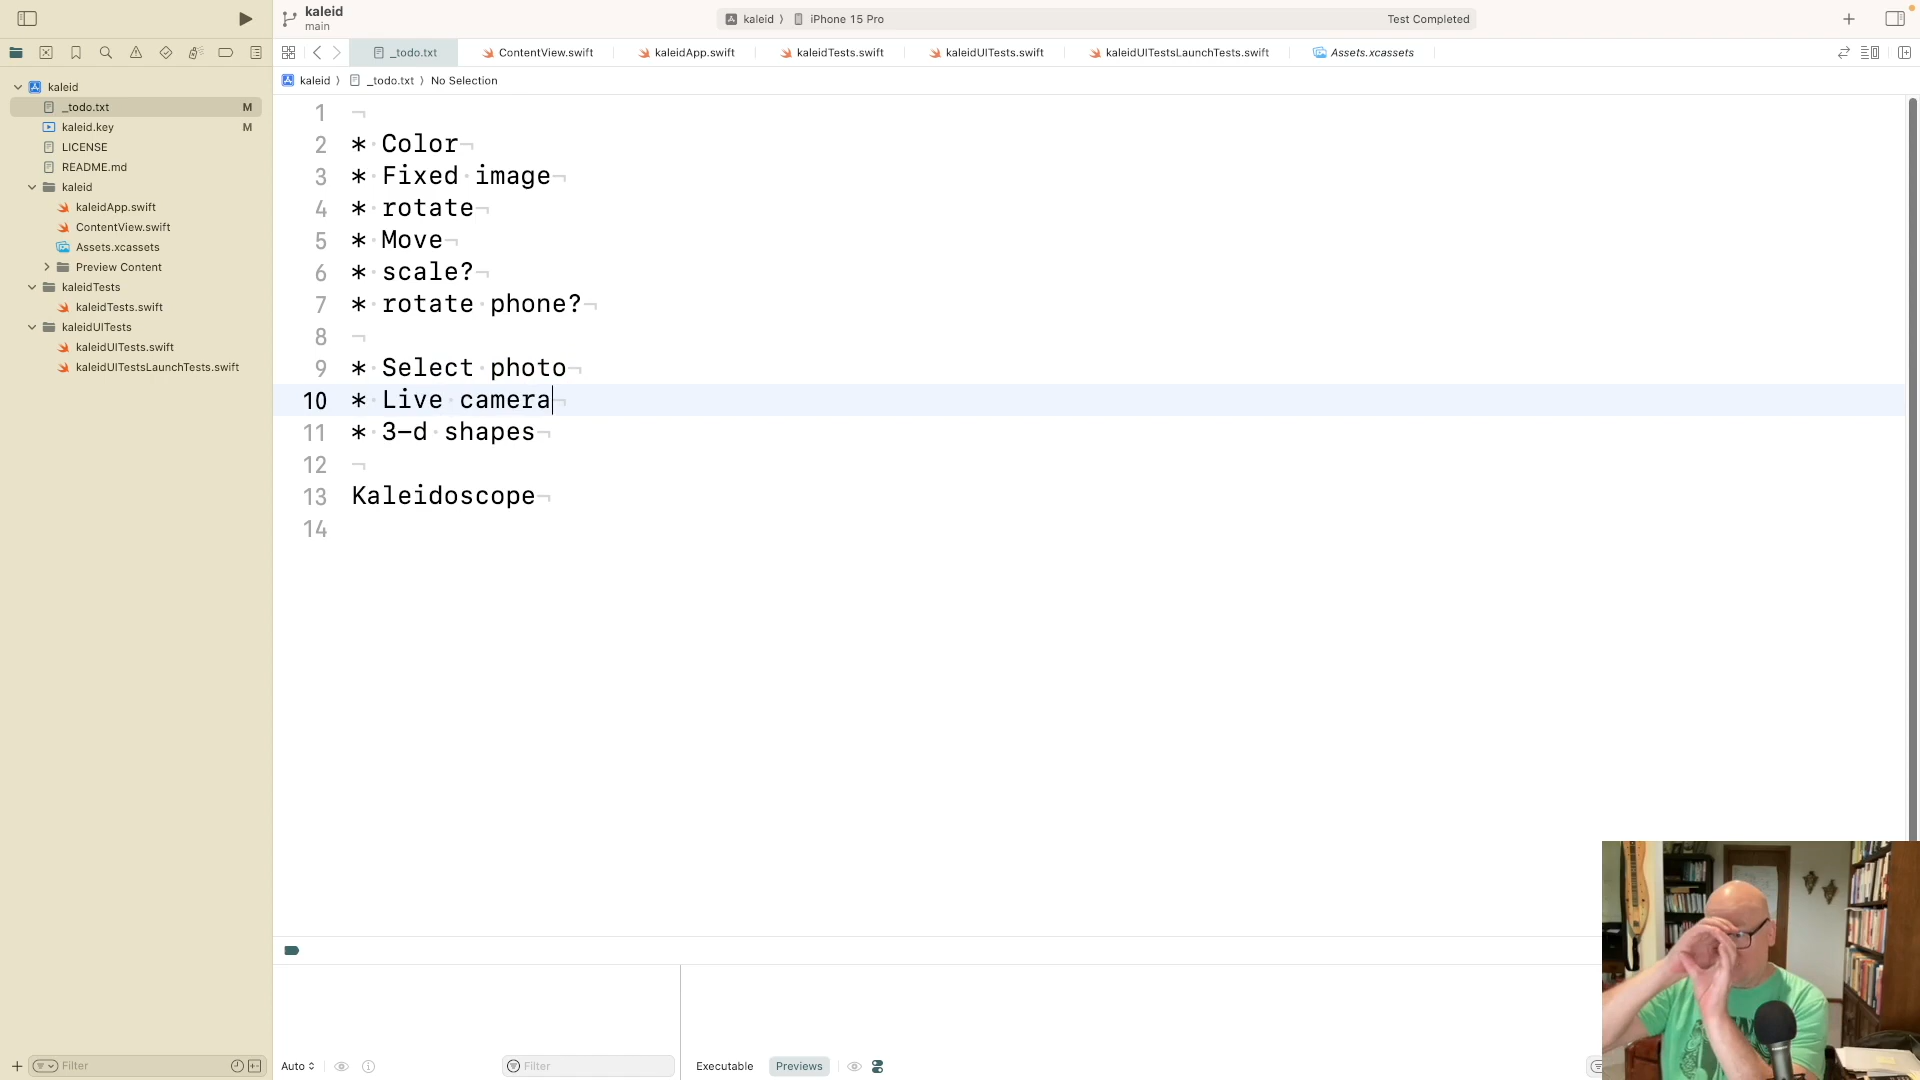 kaleid
main
kaleid 〉 iPhone 15 Pro
Test Completed
_todo.txt
ContentView.swift
kaleidApp.swift
kaleidTests.swift
kaleidUITests.swift
kaleidUITestsLaunchTests.swift
Assets.xcassets
kaleid 〉 _todo.txt 〉 No Selection
kaleid
_todo.txt M
kaleid.key M
LICENSE
README.md
kaleid
kaleidApp.swift
ContentView.swift
Assets.xcassets
Preview Content
kaleidTests
kaleidTests.swift
kaleidUITests
kaleidUITests.swift
kaleidUITestsLaunchTests.swift
1 ¬
2 *·Color¬
3 *·Fixed·image¬
4 *·rotate¬
5 *·Move¬
6 *·scale?¬
7 *·rotate·phone?¬
8 ¬
9 *·Select·photo¬
10 *·Live·camera¬
11 *·3-d·shapes¬
12 ¬
13 Kaleidoscope¬
14
Filter
Auto
Filter
Executable
Previews